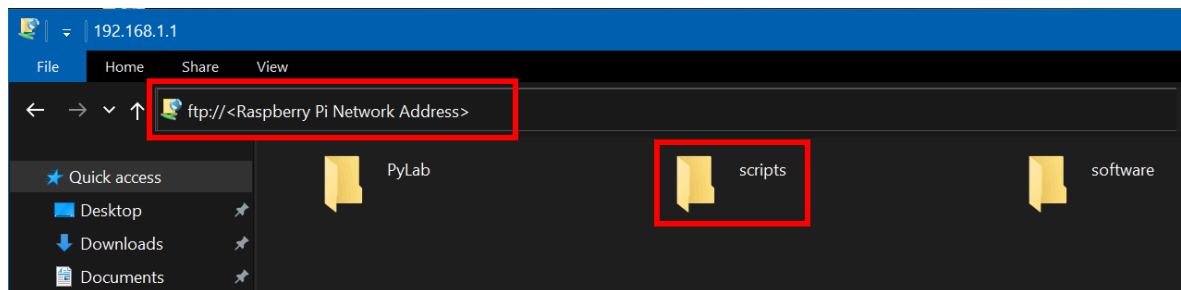 192.168.1.1
File Home Share View
ftp://<Raspberry Pi Network Address>
Quick access
Desktop
Downloads
Documents
PyLab scripts software